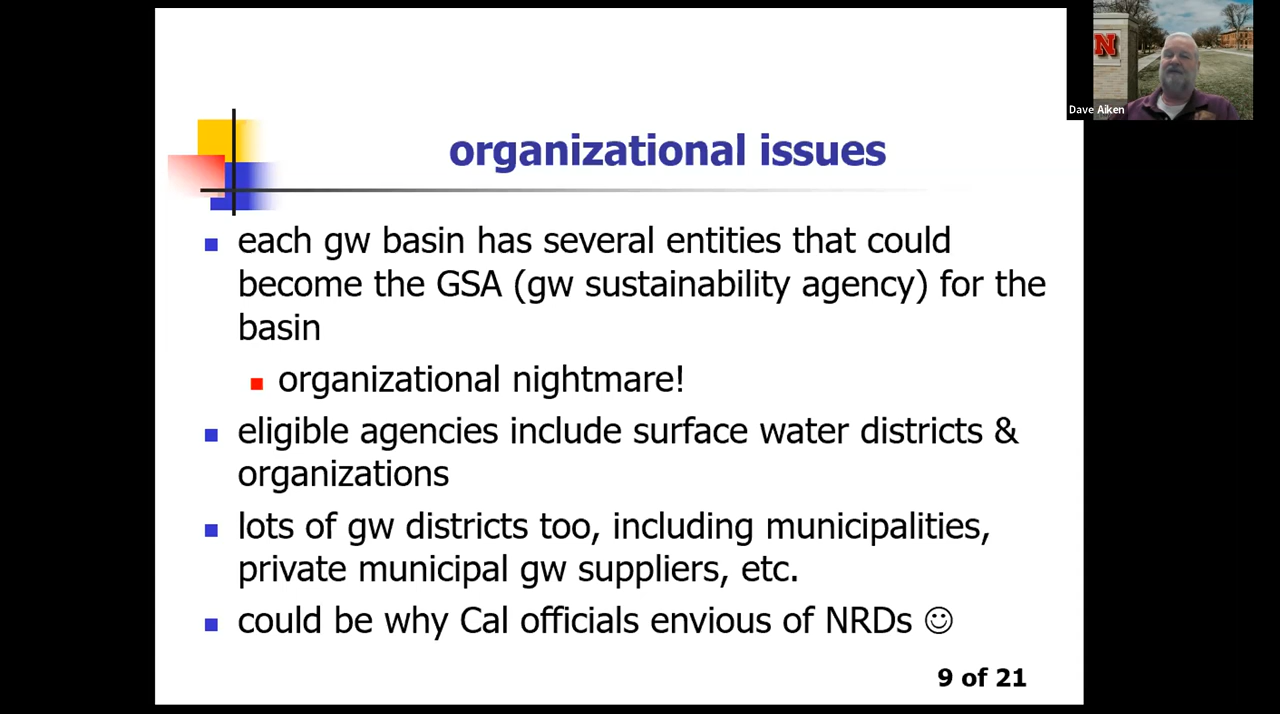 N
Dave Aiken
organizational issues
each gw basin has several entities that could
become the GSA (gw sustainability agency) for the
basin
organizational nightmare!
eligible agencies include surface water districts &
organizations
lots of gw districts too, including municipalities,
private municipal gw suppliers, etc.
could be why Cal officials envious of NRDs ☺
9 of 21